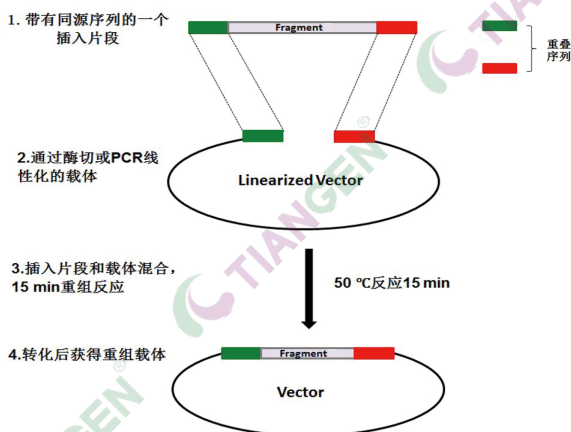 1. 带有同源序列的一个
插入片段
Fragment
重叠
序列
2.通过酶切或PCR线
性化的载体
Linearized Vector
TIANGEN®
3.插入片段和载体混合，
15 min重组反应
50 ℃反应15 min
4.转化后获得重组载体
Fragment
Vector